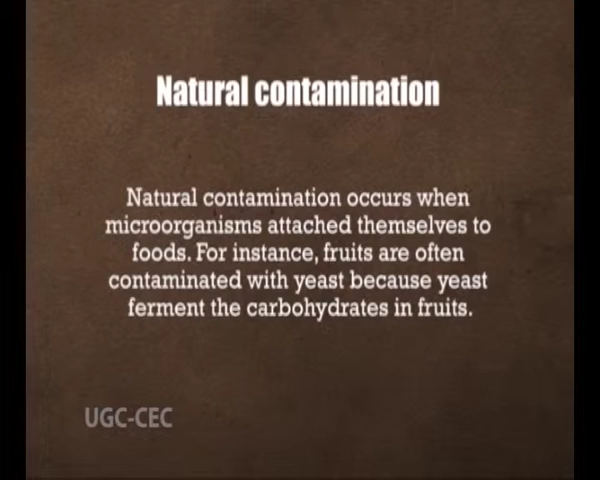 Natural contamination
Natural contamination occurs when
microorganisms attached themselves to
foods. For instance, fruits are often
contaminated with yeast because yeast
ferment the carbohydrates in fruits.
UGC-CEC